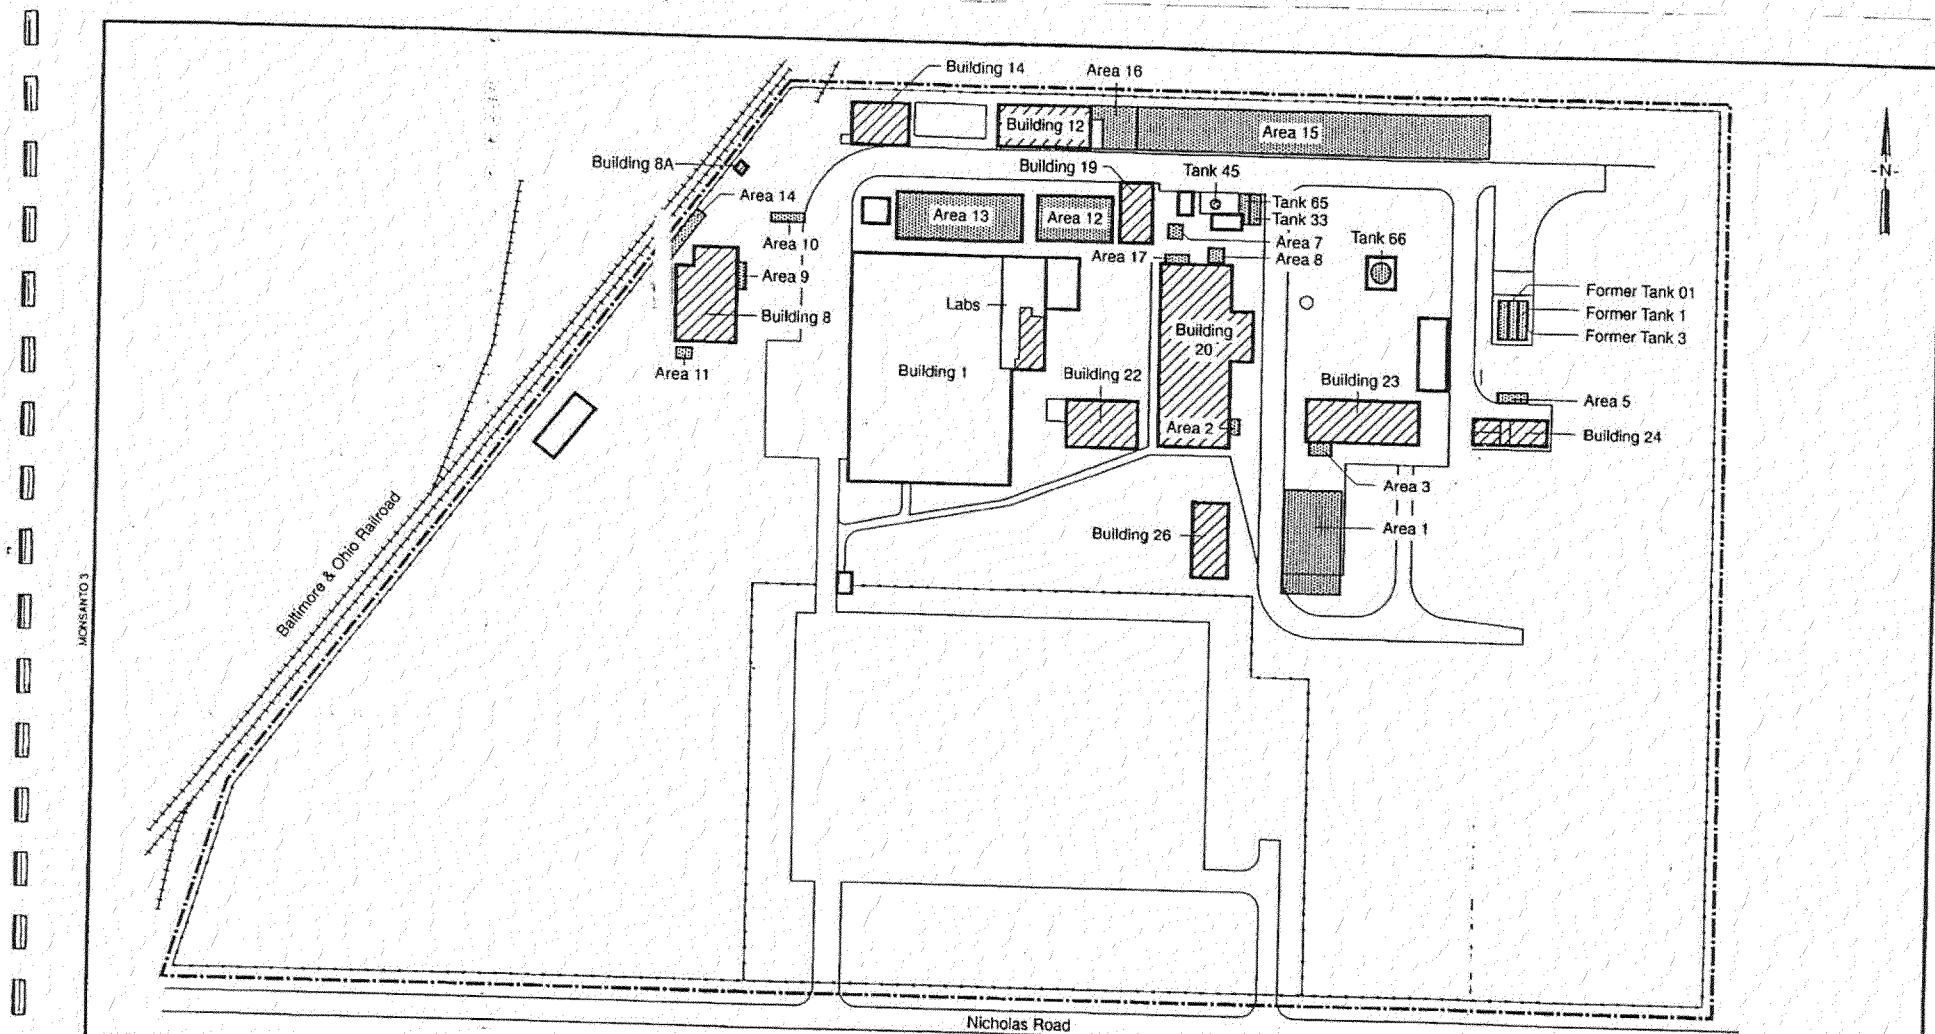 Building 14
Area 16
Building 12
Area 15
Building 8A
Building 19
Tank 45
-N-
Area 14
Area 13
Area 12
Tank 65
Tank 33
Area 10
Area 7
Tank 66
Area 17
Area 8
Area 9
Former Tank 01
Labs
Former Tank 1
Building 8
Building
20
Former Tank 3
Area 11
Building 1
Building 22
Building 23
Area 5
Area 2
Building 24
Area 3
Baltimore & Ohio Railroad
Building 26
Area 1
MONSANTO 3
Nicholas Road